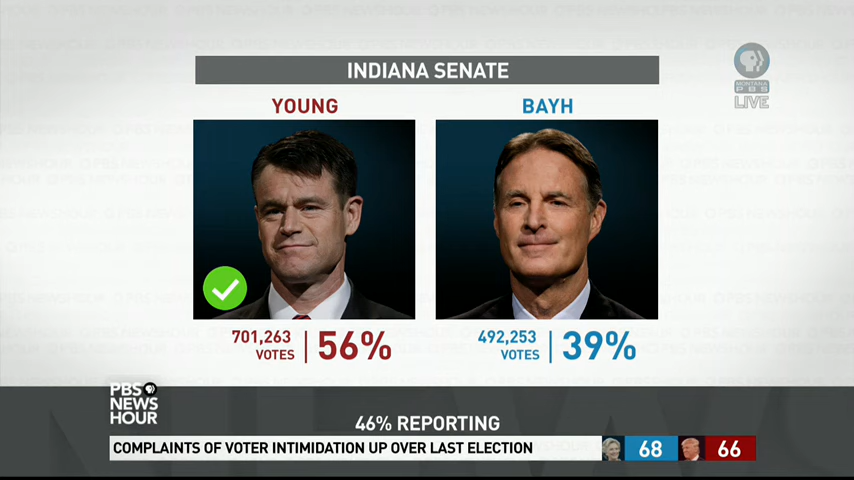 INDIANA SENATE
YOUNG
BAYH
MONTANA
PBS
LIVE
701,263
VOTES
56%
492,253
VOTES
39%
PBS
NEWS
HOUR
46% REPORTING
COMPLAINTS OF VOTER INTIMIDATION UP OVER LAST ELECTION
68
66